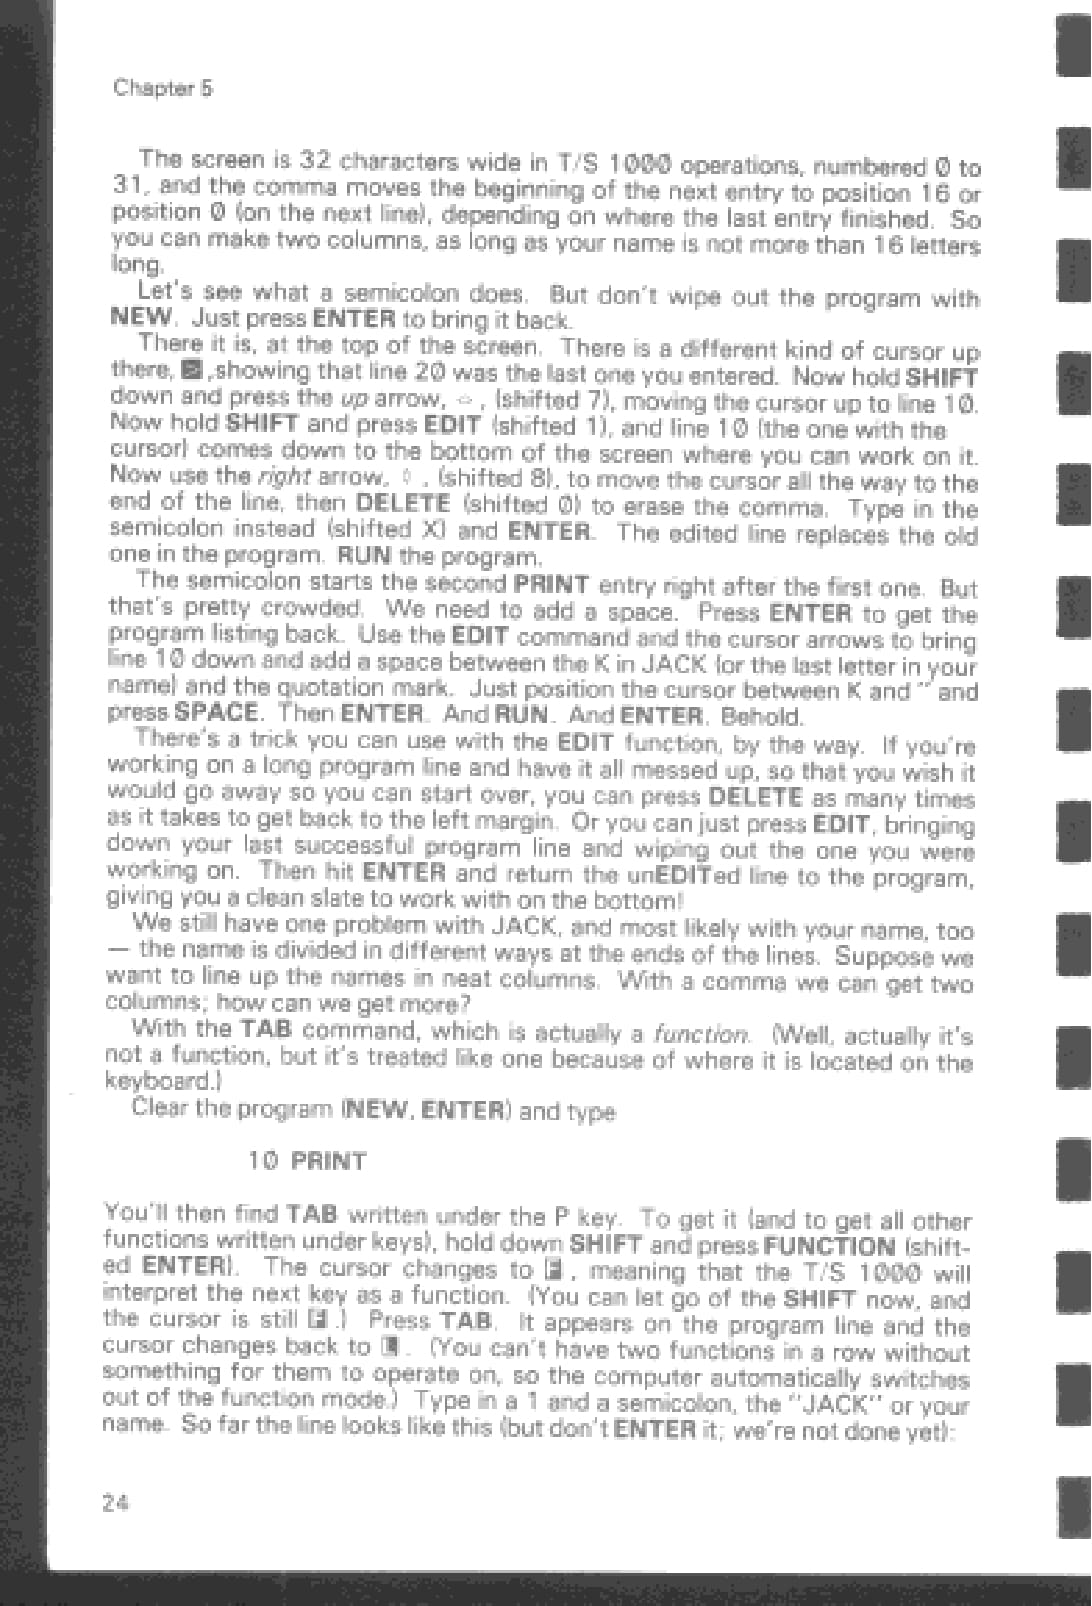 Chapter 5
The screen is 32 characters wide in T/S 1000 operations, numbered 0 to
31, and the comma moves the beginning of the next entry to position 16 or
position 0 (on the next line), depending on where the last entry finished. So
you can make two columns, as long as your name is not more than 16 letters
long.
Let's see what a semicolon does. But don't wipe out the program with
NEW. Just press ENTER to bring it back.
There it is, at the top of the screen. There is a different kind of cursor up
there, > ,showing that line 20 was the last one you entered. Now hold SHIFT
down and press the up arrow, ⇧ , (shifted 7), moving the cursor up to line 10.
Now hold SHIFT and press EDIT (shifted 1), and line 10 (the one with the
cursor) comes down to the bottom of the screen where you can work on it.
Now use the right arrow, ⇨ , (shifted 8), to move the cursor all the way to the
end of the line, then DELETE (shifted 0) to erase the comma. Type in the
semicolon instead (shifted X) and ENTER. The edited line replaces the old
one in the program. RUN the program.
The semicolon starts the second PRINT entry right after the first one. But
that's pretty crowded. We need to add a space. Press ENTER to get the
program listing back. Use the EDIT command and the cursor arrows to bring
line 10 down and add a space between the K in JACK (or the last letter in your
name) and the quotation mark. Just position the cursor between K and " and
press SPACE. Then ENTER. And RUN. And ENTER. Behold.
There's a trick you can use with the EDIT function, by the way. If you're
working on a long program line and have it all messed up, so that you wish it
would go away so you can start over, you can press DELETE as many times
as it takes to get back to the left margin. Or you can just press EDIT, bringing
down your last successful program line and wiping out the one you were
working on. Then hit ENTER and return the unEDITed line to the program,
giving you a clean slate to work with on the bottom!
We still have one problem with JACK, and most likely with your name, too
— the name is divided in different ways at the ends of the lines. Suppose we
want to line up the names in neat columns. With a comma we can get two
columns; how can we get more?
With the TAB command, which is actually a function. (Well, actually it's
not a function, but it's treated like one because of where it is located on the
keyboard.)
Clear the program (NEW, ENTER) and type
10 PRINT
You'll then find TAB written under the P key. To get it (and to get all other
functions written under keys), hold down SHIFT and press FUNCTION (shift-
ed ENTER). The cursor changes to F , meaning that the T/S 1000 will
interpret the next key as a function. (You can let go of the SHIFT now, and
the cursor is still F .) Press TAB. It appears on the program line and the
cursor changes back to . (You can't have two functions in a row without
something for them to operate on, so the computer automatically switches
out of the function mode.) Type in a 1 and a semicolon, the "JACK" or your
name. So far the line looks like this (but don't ENTER it; we're not done yet):
24